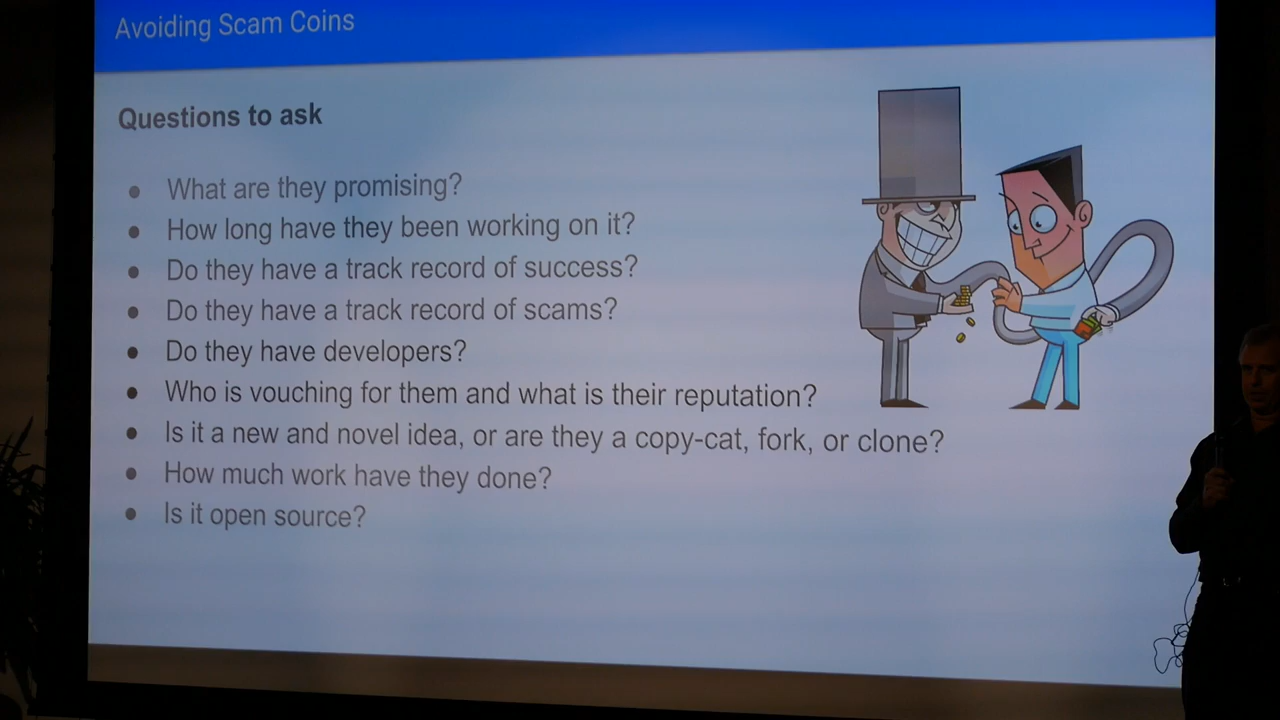 Avoiding Scam Coins
Questions to ask
● What are they promising?
● How long have they been working on it?
● Do they have a track record of success?
● Do they have a track record of scams?
● Do they have developers?
● Who is vouching for them and what is their reputation?
● Is it a new and novel idea, or are they a copy-cat, fork, or clone?
● How much work have they done?
● Is it open source?